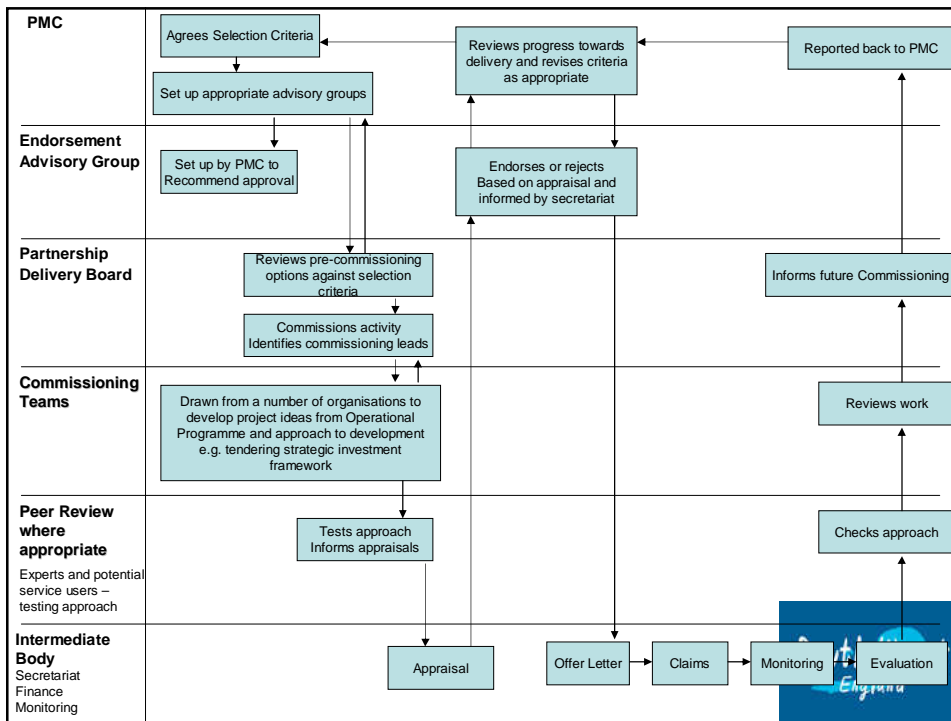 PMC
Agrees Selection Criteria
Reviews progress towards
delivery and revises criteria
as appropriate
Reported back to PMC
Set up appropriate advisory groups
Endorsement
Advisory Group
Set up by PMC to
Recommend approval
Endorses or rejects
Based on appraisal and
informed by secretariat
Partnership
Delivery Board
Reviews pre-commissioning
options against selection
criteria
Informs future Commissioning
Commissions activity
Identifies commissioning leads
Commissioning
Teams
Drawn from a number of organisations to
develop project ideas from Operational
Programme and approach to development
e.g. tendering strategic investment
framework
Reviews work
Peer Review
where
appropriate
Experts and potential
service users –
testing approach
Tests approach
Informs appraisals
Checks approach
Intermediate
Body
Secretariat
Finance
Monitoring
Appraisal
Offer Letter
Claims
Monitoring
Evaluation
England